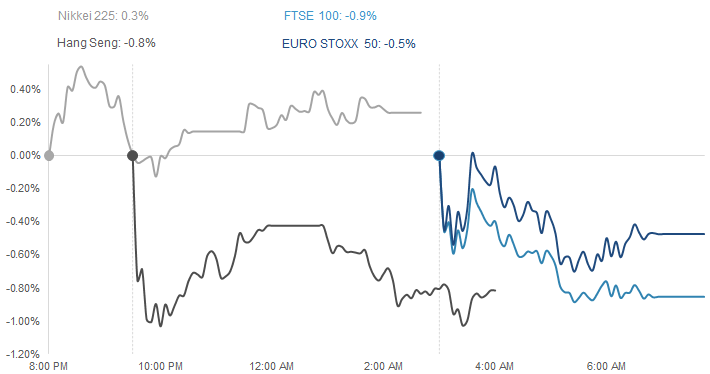 Nikkei 225: 0.3%
FTSE 100: -0.9%
Hang Seng: -0.8%
EURO STOXX 50: -0.5%
0.40%
0.20%
0.00%
-0.20%
-0.40%
-0.60%
-0.80%
-1.00%
-1.20%
8:00 PM
10:00 PM
12:00 AM
2:00 AM
4:00 AM
6:00 AM